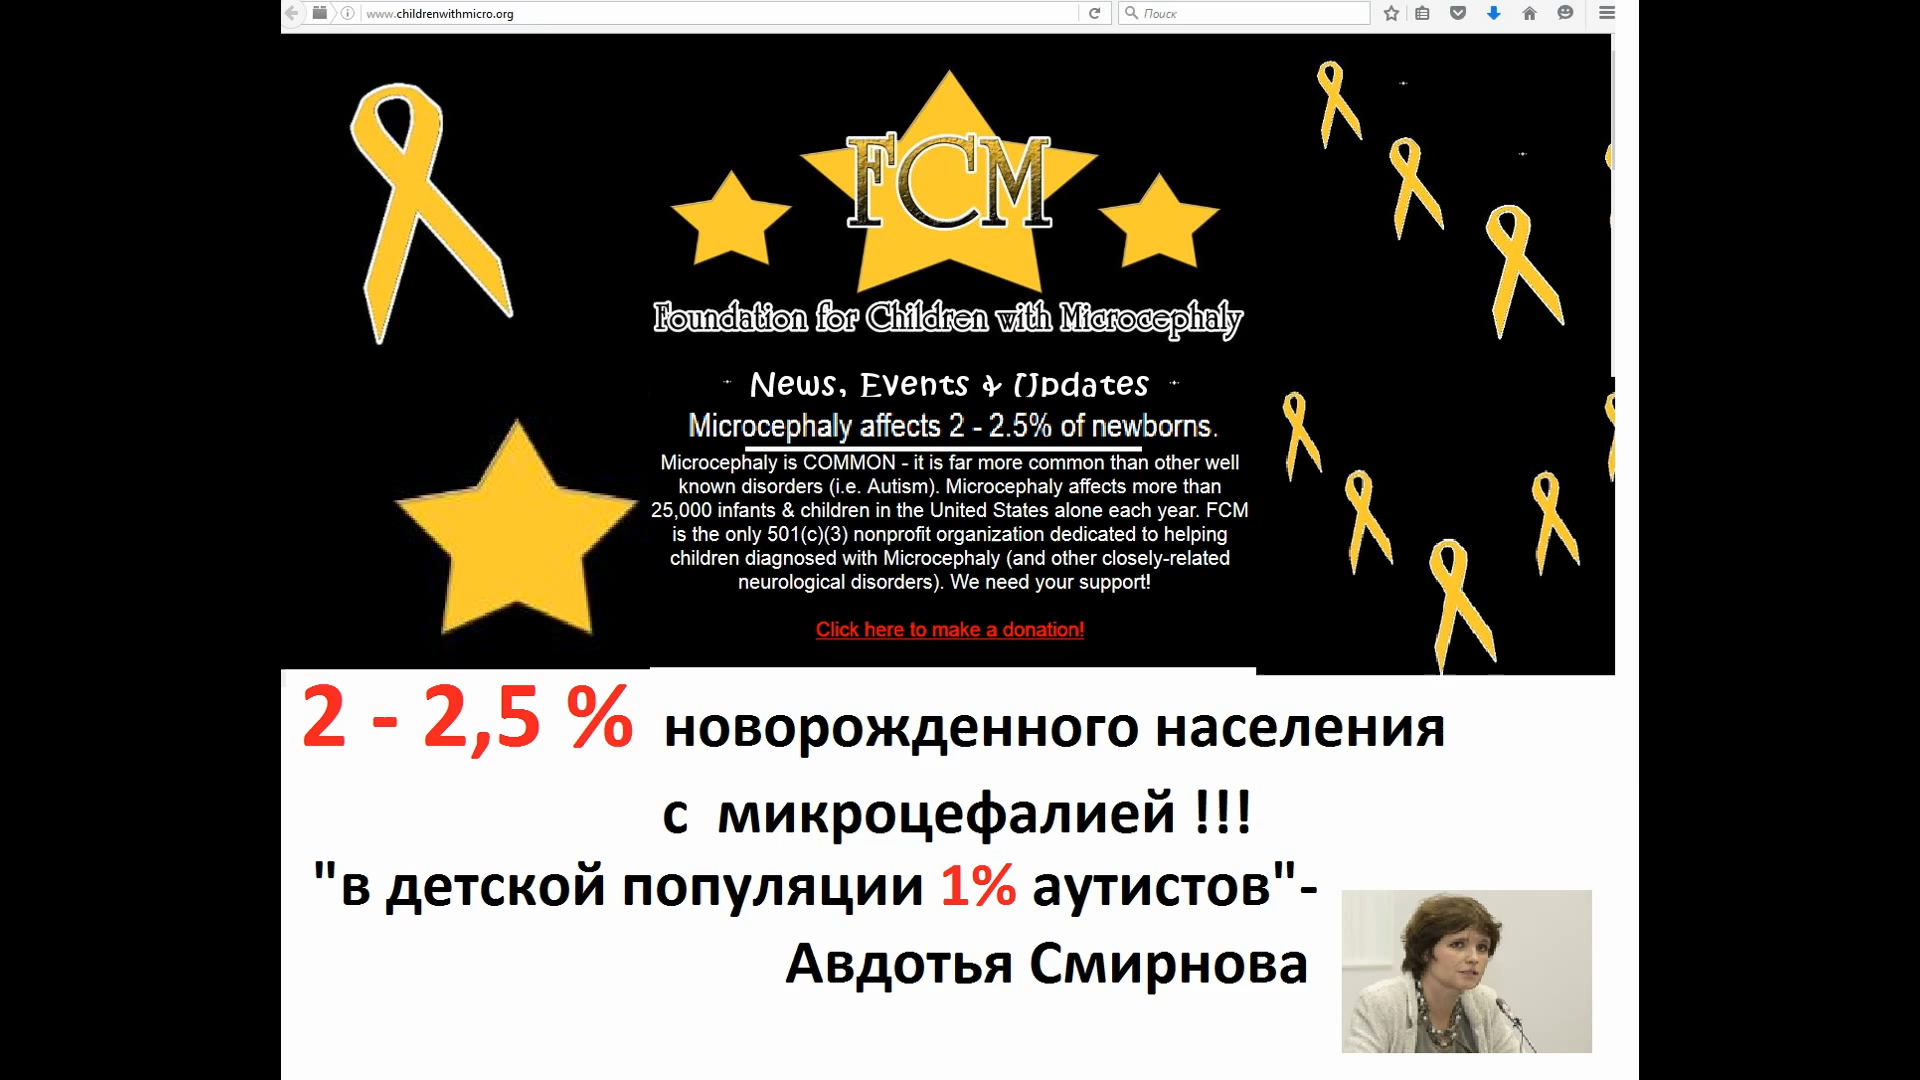 www.childrenwithmicro.org
Поиск
FCM
Foundation for Children with Microcephaly
News, Events & Updates
Microcephaly affects 2 - 2.5% of newborns.
Microcephaly is COMMON - it is far more common than other well
known disorders (i.e. Autism). Microcephaly affects more than
25,000 infants & children in the United States alone each year. FCM
is the only 501(c)(3) nonprofit organization dedicated to helping
children diagnosed with Microcephaly (and other closely-related
neurological disorders). We need your support!
Click here to make a donation!
2 - 2,5 % новорожденного населения
с микроцефалией !!!
"в детской популяции 1% аутистов"-
Авдотья Смирнова